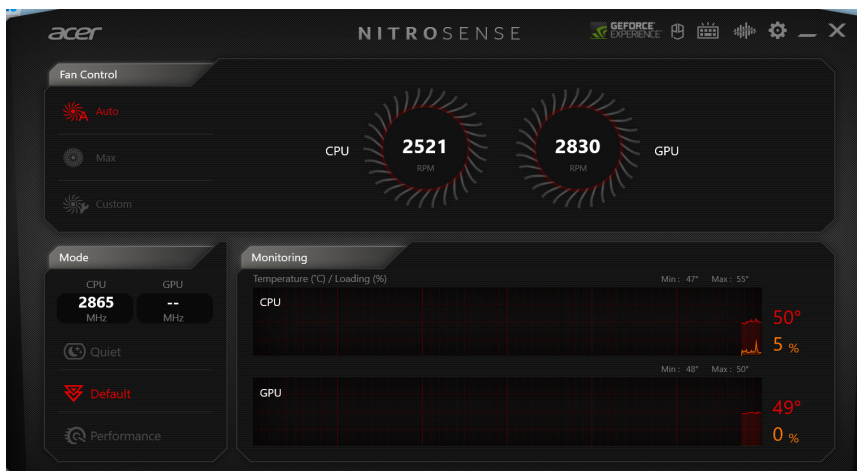 acer
NITROSENSE
GEFORCE
EXPERIENCE
Fan Control
Auto
Max
Custom
CPU
2521
RPM
2830
RPM
GPU
Mode
CPU
GPU
2865
--
MHz
MHz
Quiet
Default
Performance
Monitoring
Temperature (°C) / Loading (%)
Min : 47° Max : 55°
CPU
50°
5 %
Min : 48° Max : 50°
GPU
49°
0 %